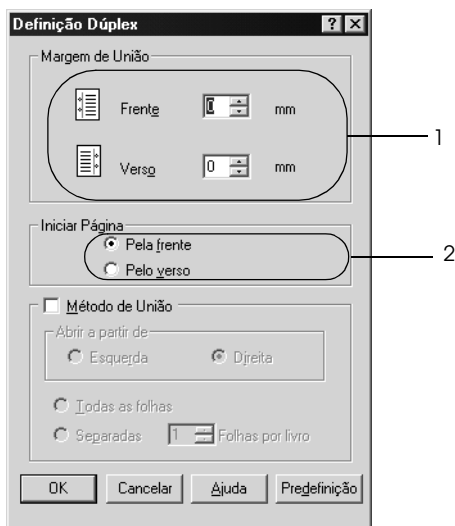 Definição Dúplex
Margem de União
Frente 0 mm
1
Verso 0 mm
Iniciar Página
Pela frente
2
Pelo verso
Método de União
Abrir a partir de
Esquerda Direita
Todas as folhas
Separadas 1 Folhas por livro
OK Cancelar Ajuda Predefinição